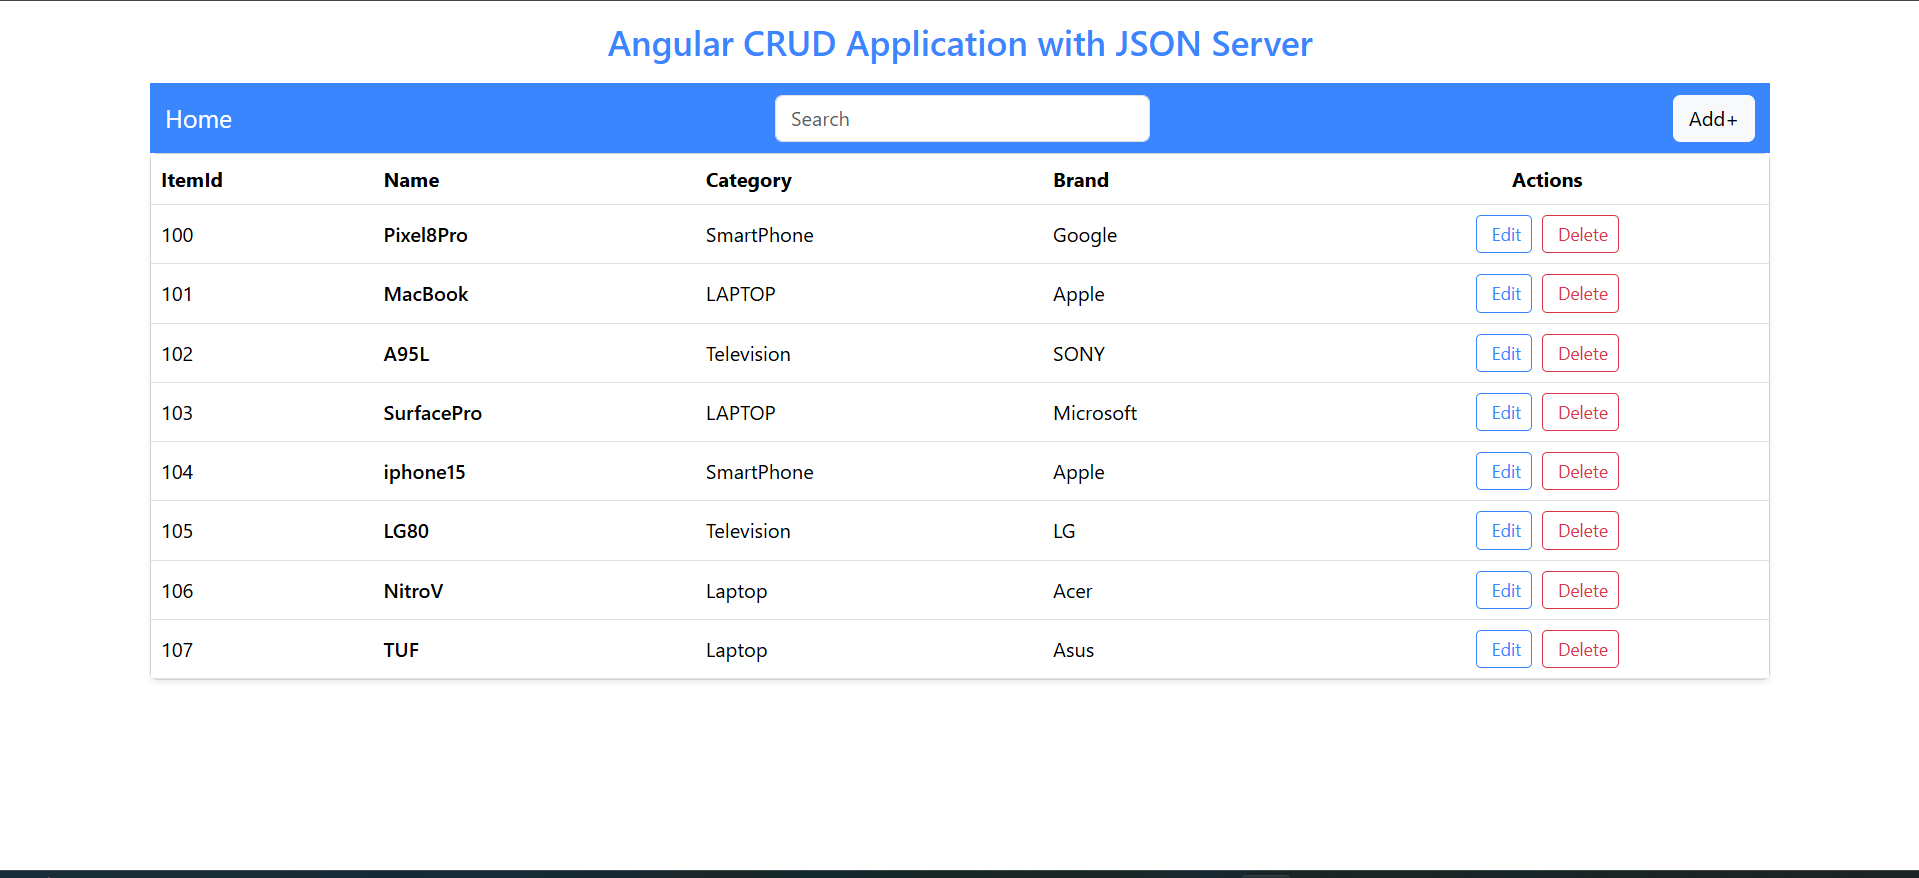 Angular CRUD Application with JSON Server
Home Search Add+
ItemId Name Category Brand Actions
100 Pixel8Pro SmartPhone Google Edit Delete
101 MacBook LAPTOP Apple Edit Delete
102 A95L Television SONY Edit Delete
103 SurfacePro LAPTOP Microsoft Edit Delete
104 iphone15 SmartPhone Apple Edit Delete
105 LG80 Television LG Edit Delete
106 NitroV Laptop Acer Edit Delete
107 TUF Laptop Asus Edit Delete